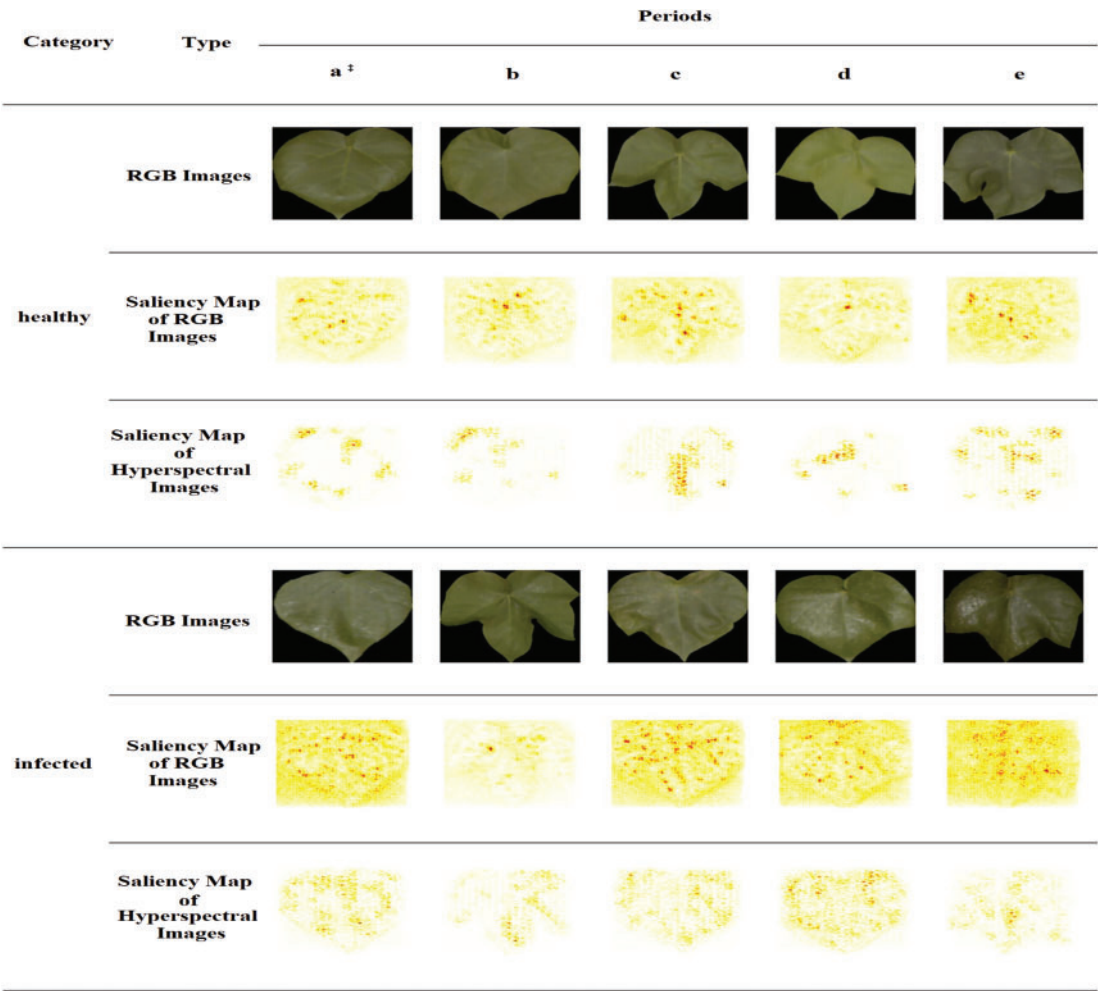 Periods
Category Type
a ‡ b c d e
RGB Images
healthy
Saliency Map
of RGB
Images
Saliency Map
of
Hyperspectral
Images
RGB Images
infected
Saliency Map
of RGB
Images
Saliency Map
of
Hyperspectral
Images